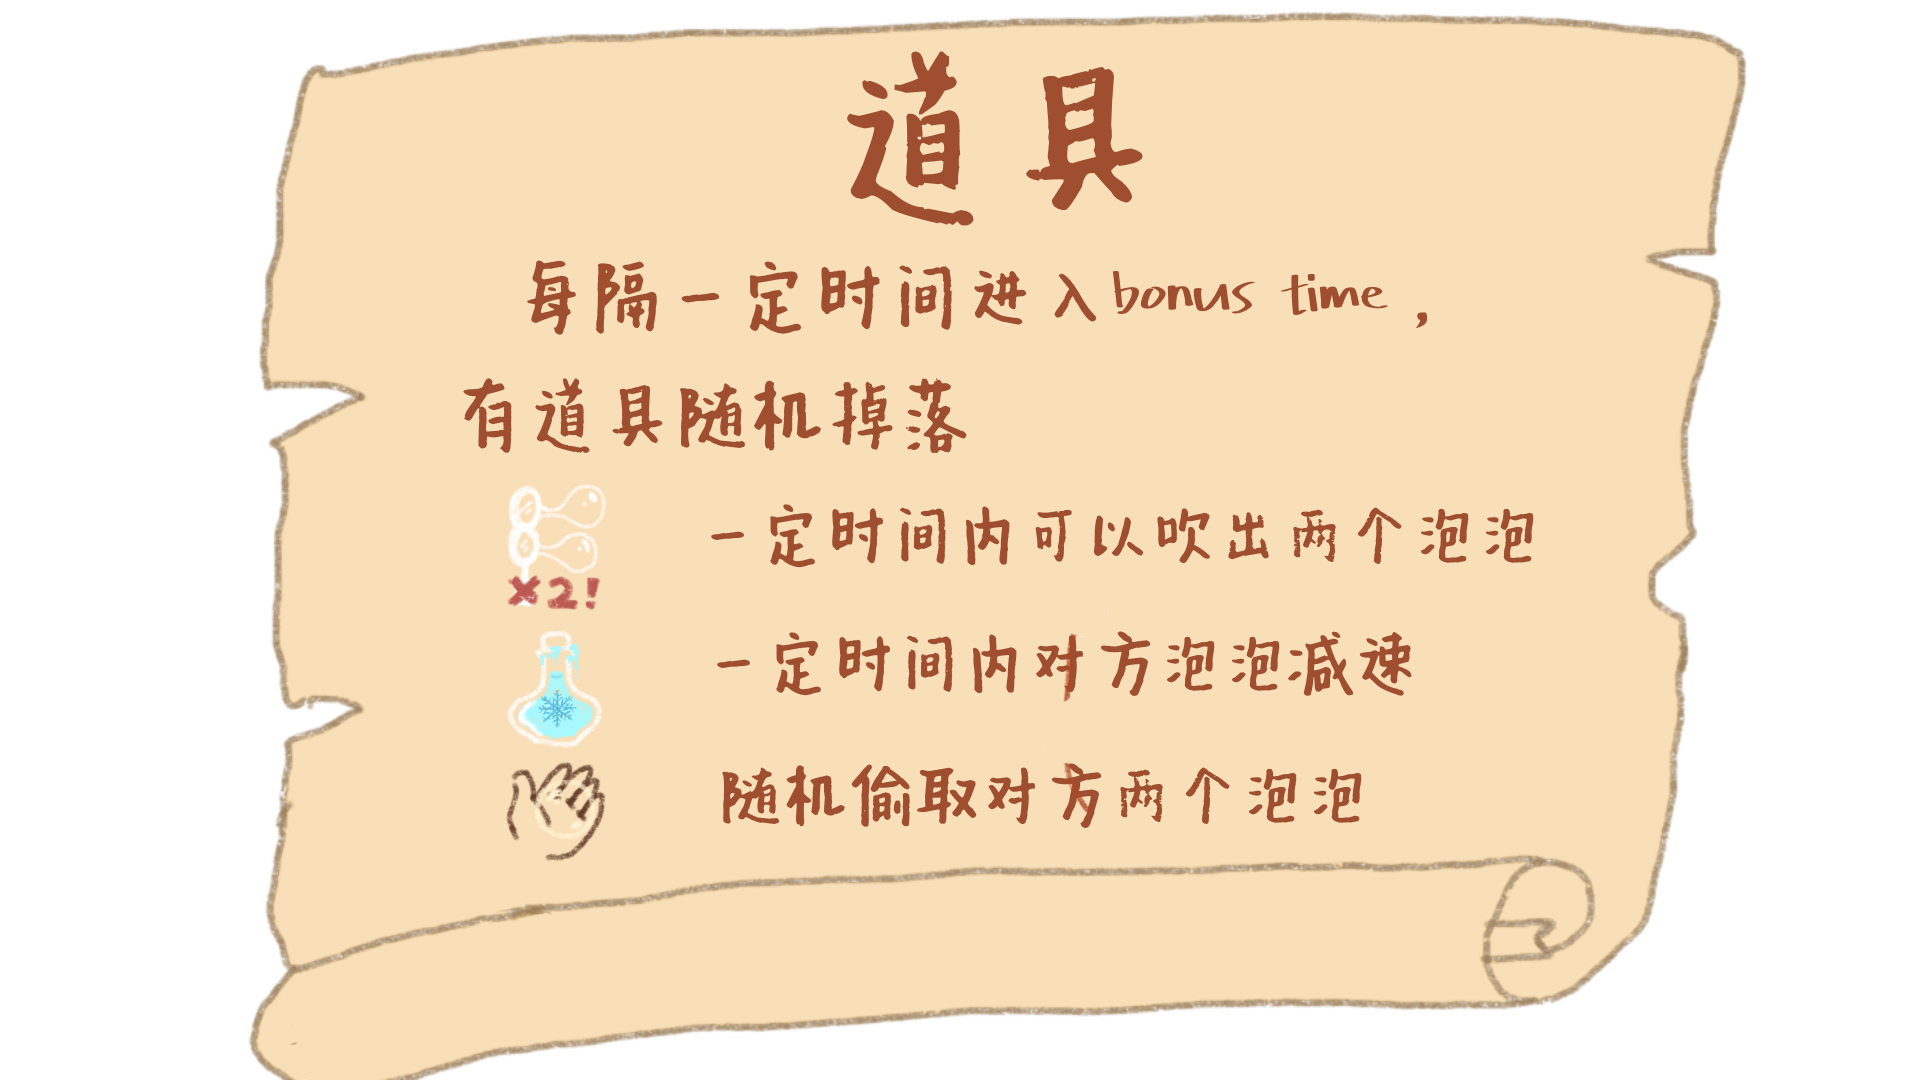 道具
每隔一定时间进入bonus time，
有道具随机掉落
×2!
一定时间内可以吹出两个泡泡
一定时间内对方泡泡减速
随机偷取对方两个泡泡